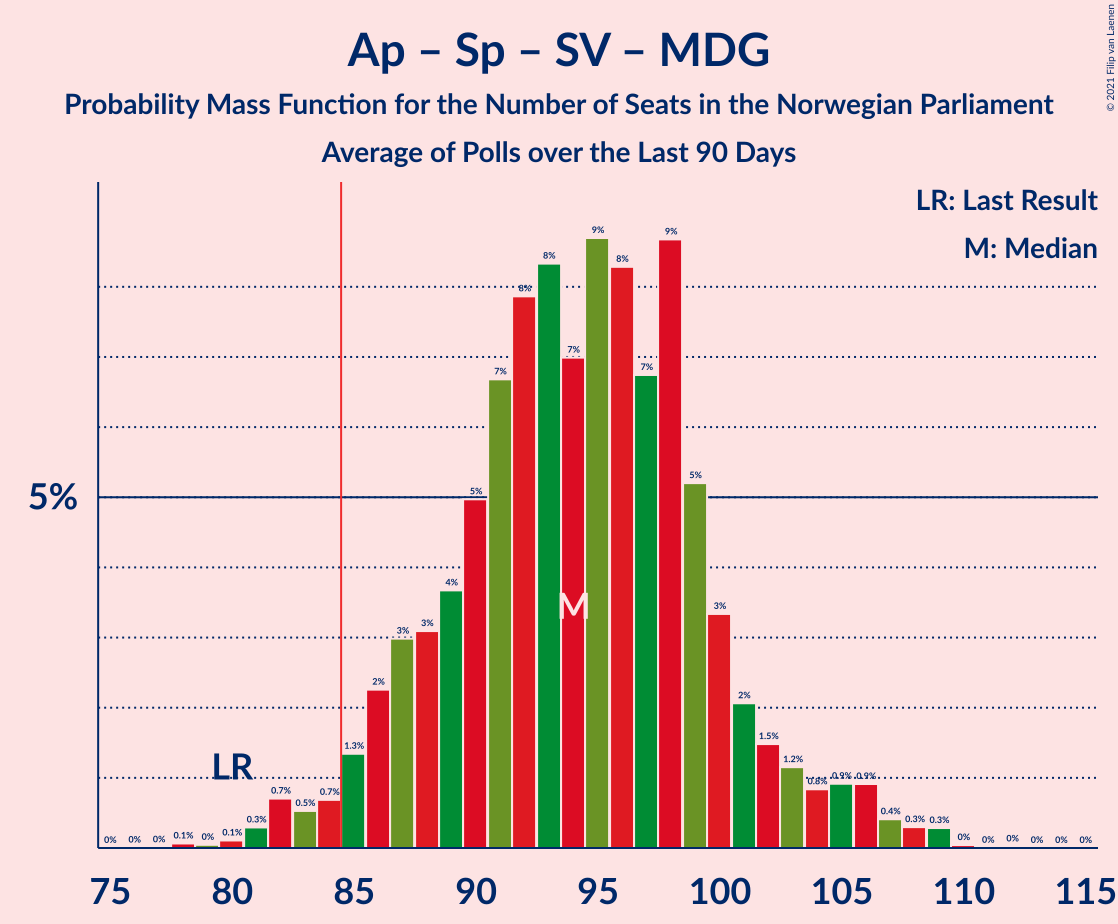 Ap – Sp – SV – MDG
Probability Mass Function for the Number of Seats in the Norwegian Parliament
Average of Polls over the Last 90 Days
© 2021 Filip van Laenen
LR: Last Result
M: Median
5%
LR
M
0% 0% 0% 0.1% 0% 0.1% 0.3% 0.7% 0.5% 0.7% 1.3% 2% 3% 3% 4% 5% 7% 8% 8% 7% 9% 8% 7% 9% 5% 3% 2% 1.5% 1.2% 0.8% 0.9% 0.9% 0.4% 0.3% 0.3% 0% 0% 0% 0% 0% 0%
75 80 85 90 95 100 105 110 115